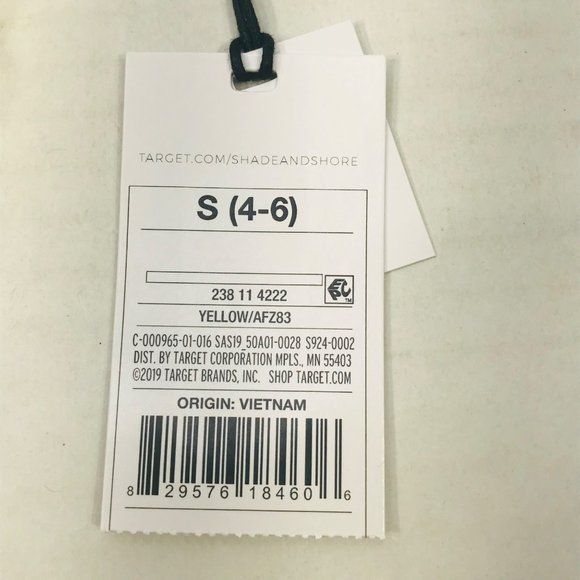 TARGET.COM/SHADEANDSHORE
S (4-6)
238 11 4222
EPC™
YELLOW/AFZ83
C-000965-01-016 SAS19_50A01-0028 S924-0002
DIST. BY TARGET CORPORATION MPLS., MN 55403
©2019 TARGET BRANDS, INC. SHOP TARGET.COM
ORIGIN: VIETNAM
8 29576 18460 6